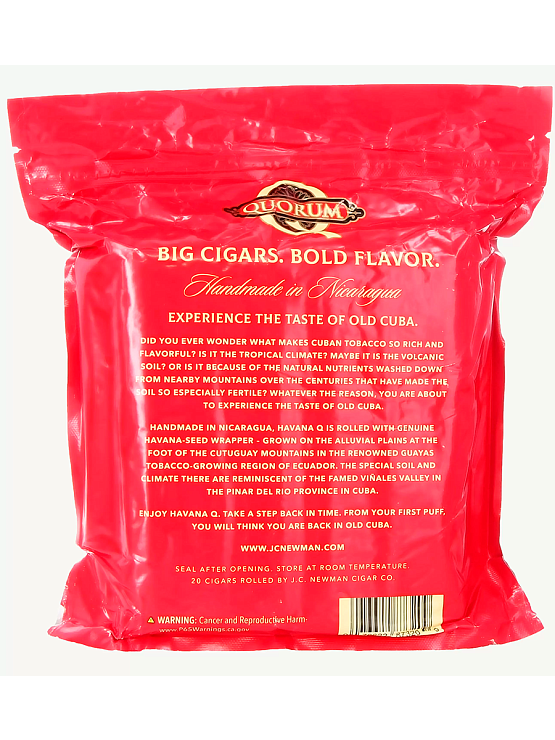 QUORUM
BIG CIGARS. BOLD FLAVOR.
Handmade in Nicaragua
EXPERIENCE THE TASTE OF OLD CUBA.
DID YOU EVER WONDER WHAT MAKES CUBAN TOBACCO SO RICH AND
FLAVORFUL? IS IT THE TROPICAL CLIMATE? MAYBE IT IS THE VOLCANIC
SOIL? OR IS IT BECAUSE OF THE NATURAL NUTRIENTS WASHED DOWN
FROM NEARBY MOUNTAINS OVER THE CENTURIES THAT HAVE MADE THE
SOIL SO ESPECIALLY FERTILE? WHATEVER THE REASON, YOU ARE ABOUT
TO EXPERIENCE THE TASTE OF OLD CUBA.
HANDMADE IN NICARAGUA, HAVANA Q IS ROLLED WITH GENUINE
HAVANA-SEED WRAPPER - GROWN ON THE ALLUVIAL PLAINS AT THE
FOOT OF THE CUTUGUAY MOUNTAINS IN THE RENOWNED GUAYAS
TOBACCO-GROWING REGION OF ECUADOR. THE SPECIAL SOIL AND
CLIMATE THERE ARE REMINISCENT OF THE FAMED VIÑALES VALLEY IN
THE PINAR DEL RIO PROVINCE IN CUBA.
ENJOY HAVANA Q. TAKE A STEP BACK IN TIME. FROM YOUR FIRST PUFF,
YOU WILL THINK YOU ARE BACK IN OLD CUBA.
WWW.JCNEWMAN.COM
SEAL AFTER OPENING. STORE AT ROOM TEMPERATURE.
20 CIGARS ROLLED BY J.C. NEWMAN CIGAR CO.
WARNING: Cancer and Reproductive Harm-
www.P65Warnings.ca.gov